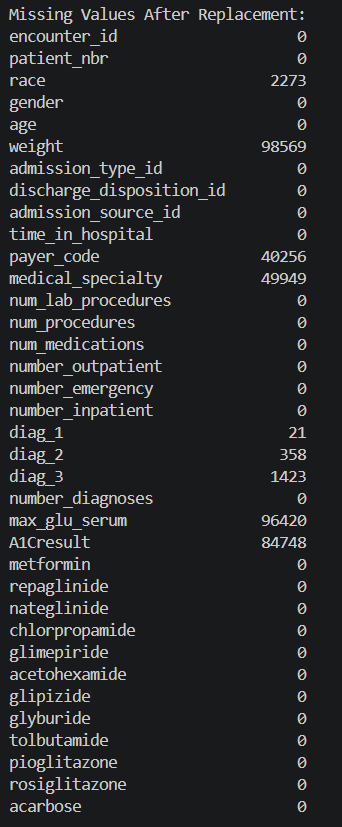 Missing Values After Replacement:
encounter_id 0
patient_nbr 0
race 2273
gender 0
age 0
weight 98569
admission_type_id 0
discharge_disposition_id 0
admission_source_id 0
time_in_hospital 0
payer_code 40256
medical_specialty 49949
num_lab_procedures 0
num_procedures 0
num_medications 0
number_outpatient 0
number_emergency 0
number_inpatient 0
diag_1 21
diag_2 358
diag_3 1423
number_diagnoses 0
max_glu_serum 96420
A1Cresult 84748
metformin 0
repaglinide 0
nateglinide 0
chlorpropamide 0
glimepiride 0
acetohexamide 0
glipizide 0
glyburide 0
tolbutamide 0
pioglitazone 0
rosiglitazone 0
acarbose 0